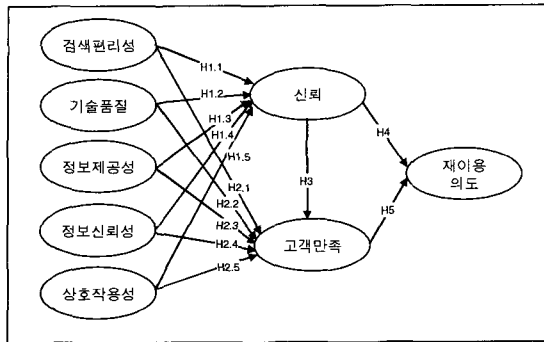 검색편리성
기술품질
정보제공성
정보신뢰성
상호작용성
H1.1
H1.2
H1.3
H1.4
H1.5
H2.1
H2.2
H2.3
H2.4
H2.5
신뢰
H3
고객만족
H4
H5
재이용
의도